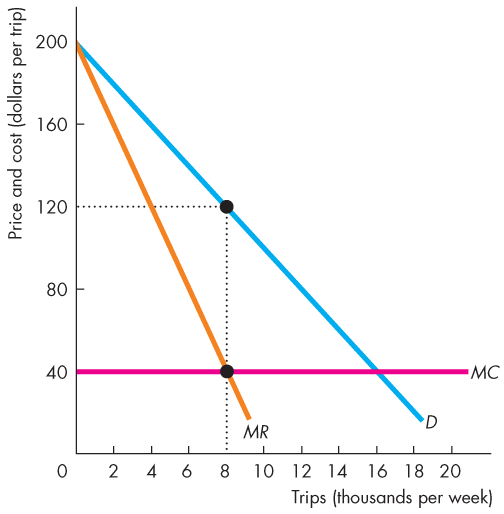 Price and cost (dollars per trip)
200
160
120
80
40
MC
D
MR
0 2 4 6 8 10 12 14 16 18 20
Trips (thousands per week)